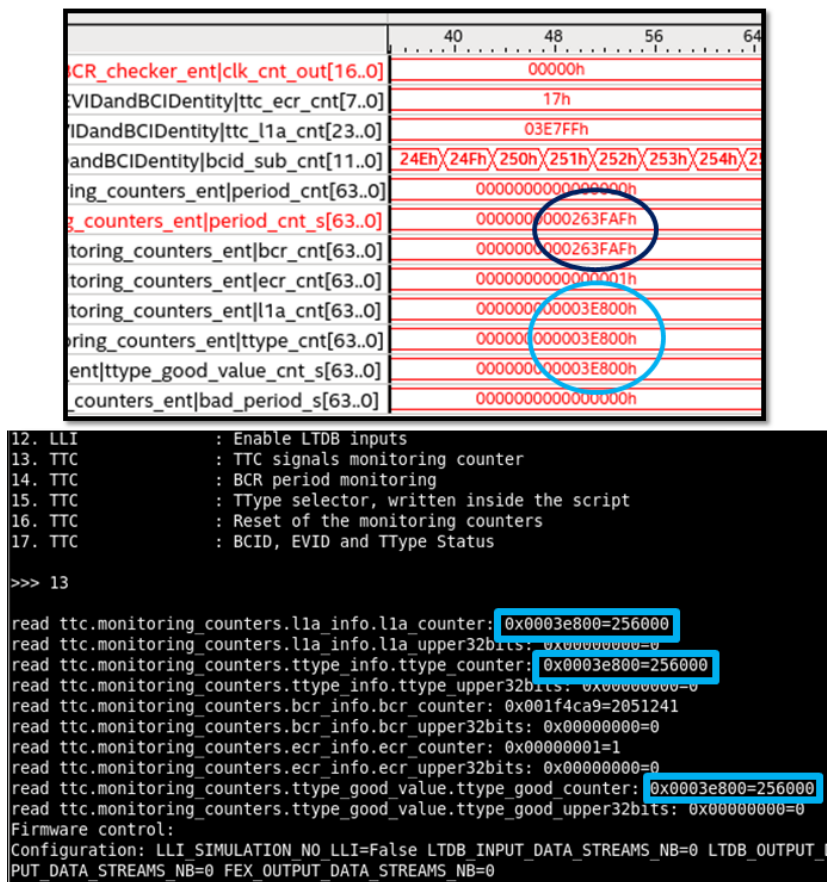 40 48 56 64
BCR_checker_ent|clk_cnt_out[16..0] 00000h
EVIDandBCIDentity|ttc_ecr_cnt[7..0] 17h
VIDandBCIDentity|ttc_l1a_cnt[23..0] 03E7FFh
andBCIDentity|bcid_sub_cnt[11..0] 24Eh 24Fh 250h 251h 252h 253h 254h
ring_counters_ent|period_cnt[63..0] 0000000000000000h
g_counters_ent|period_cnt_s[63..0] 000000000263FAFh
toring_counters_ent|bcr_cnt[63..0] 000000000263FAFh
toring_counters_ent|ecr_cnt[63..0] 0000000000000001h
toring_counters_ent|l1a_cnt[63..0] 000000000003E800h
oring_counters_ent|ttype_cnt[63..0] 000000000003E800h
_ent|ttype_good_value_cnt_s[63..0] 000000000003E800h
_counters_ent|bad_period_s[63..0] 0000000000000000h
12. LLI : Enable LTDB inputs
13. TTC : TTC signals monitoring counter
14. TTC : BCR period monitoring
15. TTC : TType selector, written inside the script
16. TTC : Reset of the monitoring counters
17. TTC : BCID, EVID and TType Status
>>> 13
read ttc.monitoring_counters.l1a_info.l1a_counter: 0x0003e800=256000
read ttc.monitoring_counters.l1a_info.l1a_upper32bits: 0x00000000=0
read ttc.monitoring_counters.ttype_info.ttype_counter: 0x0003e800=256000
read ttc.monitoring_counters.ttype_info.ttype_upper32bits: 0x00000000=0
read ttc.monitoring_counters.bcr_info.bcr_counter: 0x001f4ca9=2051241
read ttc.monitoring_counters.bcr_info.bcr_upper32bits: 0x00000000=0
read ttc.monitoring_counters.ecr_info.ecr_counter: 0x00000001=1
read ttc.monitoring_counters.ecr_info.ecr_upper32bits: 0x00000000=0
read ttc.monitoring_counters.ttype_good_value.ttype_good_counter: 0x0003e800=256000
read ttc.monitoring_counters.ttype_good_value.ttype_good_upper32bits: 0x00000000=0
Firmware control:
Configuration: LLI_SIMULATION_NO_LLI=False LTDB_INPUT_DATA_STREAMS_NB=0 LTDB_OUTPUT_
PUT_DATA_STREAMS_NB=0 FEX_OUTPUT_DATA_STREAMS_NB=0